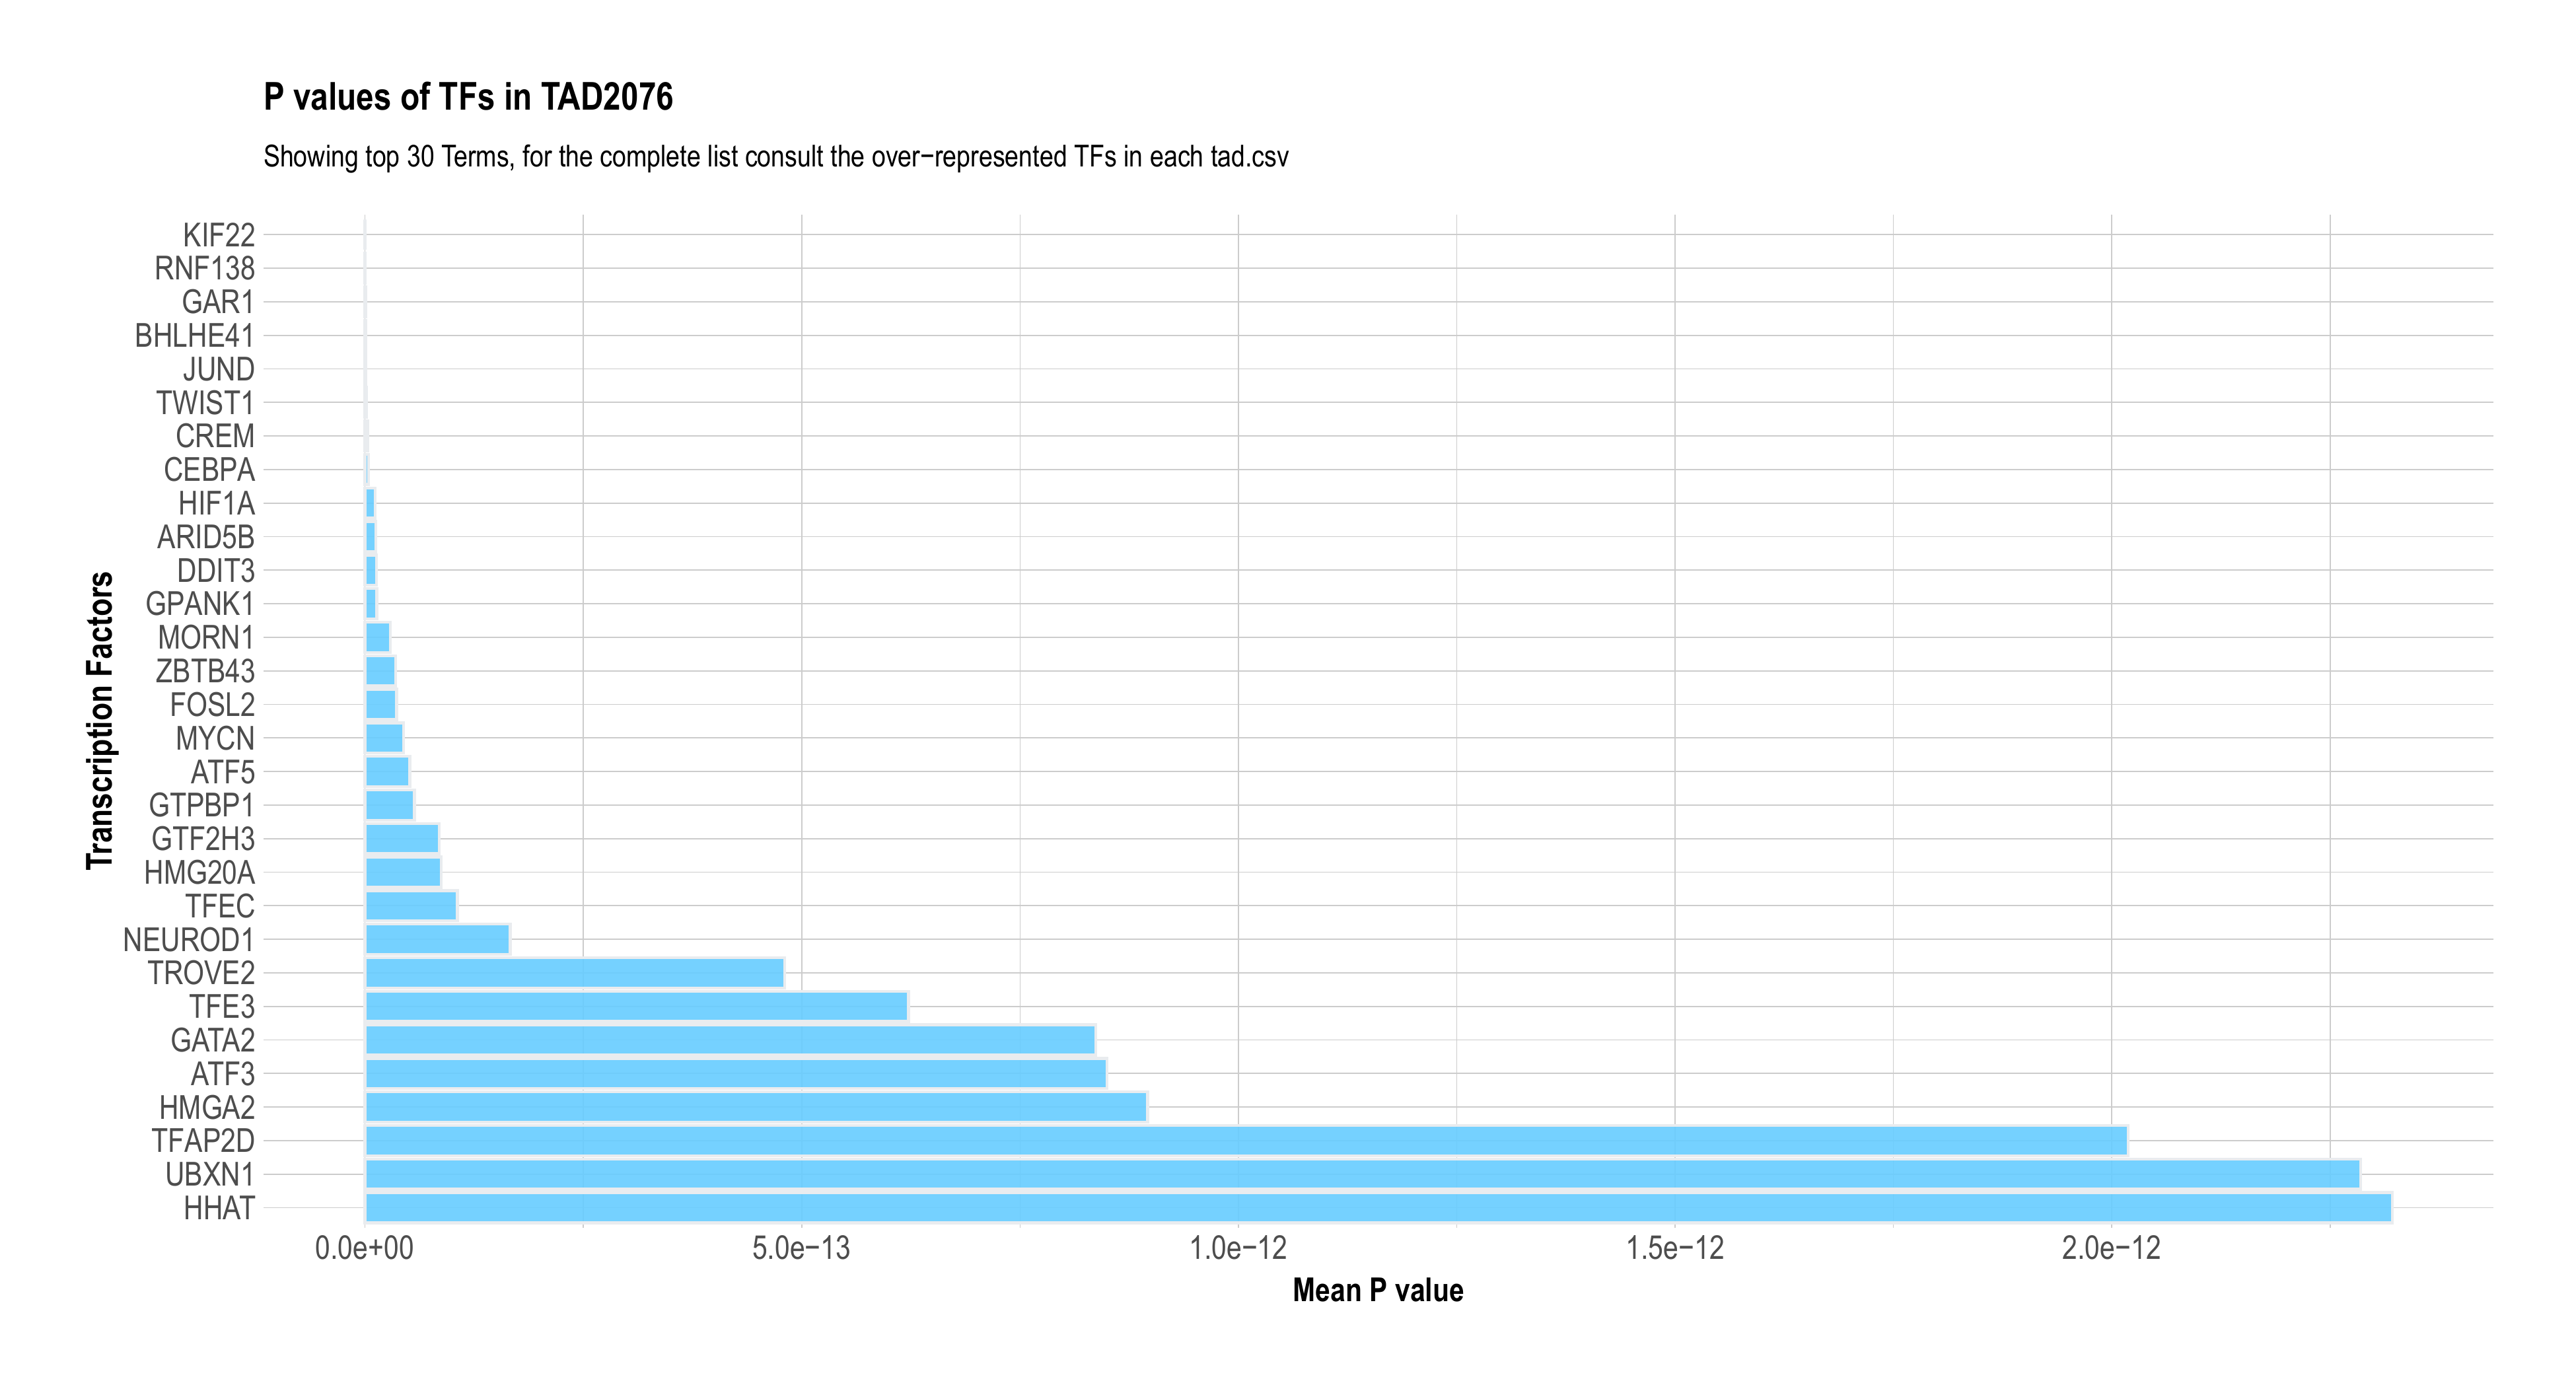 P values of TFs in TAD2076
Showing top 30 Terms, for the complete list consult the over−represented TFs in each tad.csv
Transcription Factors
KIF22
RNF138
GAR1
BHLHE41
JUND
TWIST1
CREM
CEBPA
HIF1A
ARID5B
DDIT3
GPANK1
MORN1
ZBTB43
FOSL2
MYCN
ATF5
GTPBP1
GTF2H3
HMG20A
TFEC
NEUROD1
TROVE2
TFE3
GATA2
ATF3
HMGA2
TFAP2D
UBXN1
HHAT
0.0e+00 5.0e−13 1.0e−12 1.5e−12 2.0e−12
Mean P value